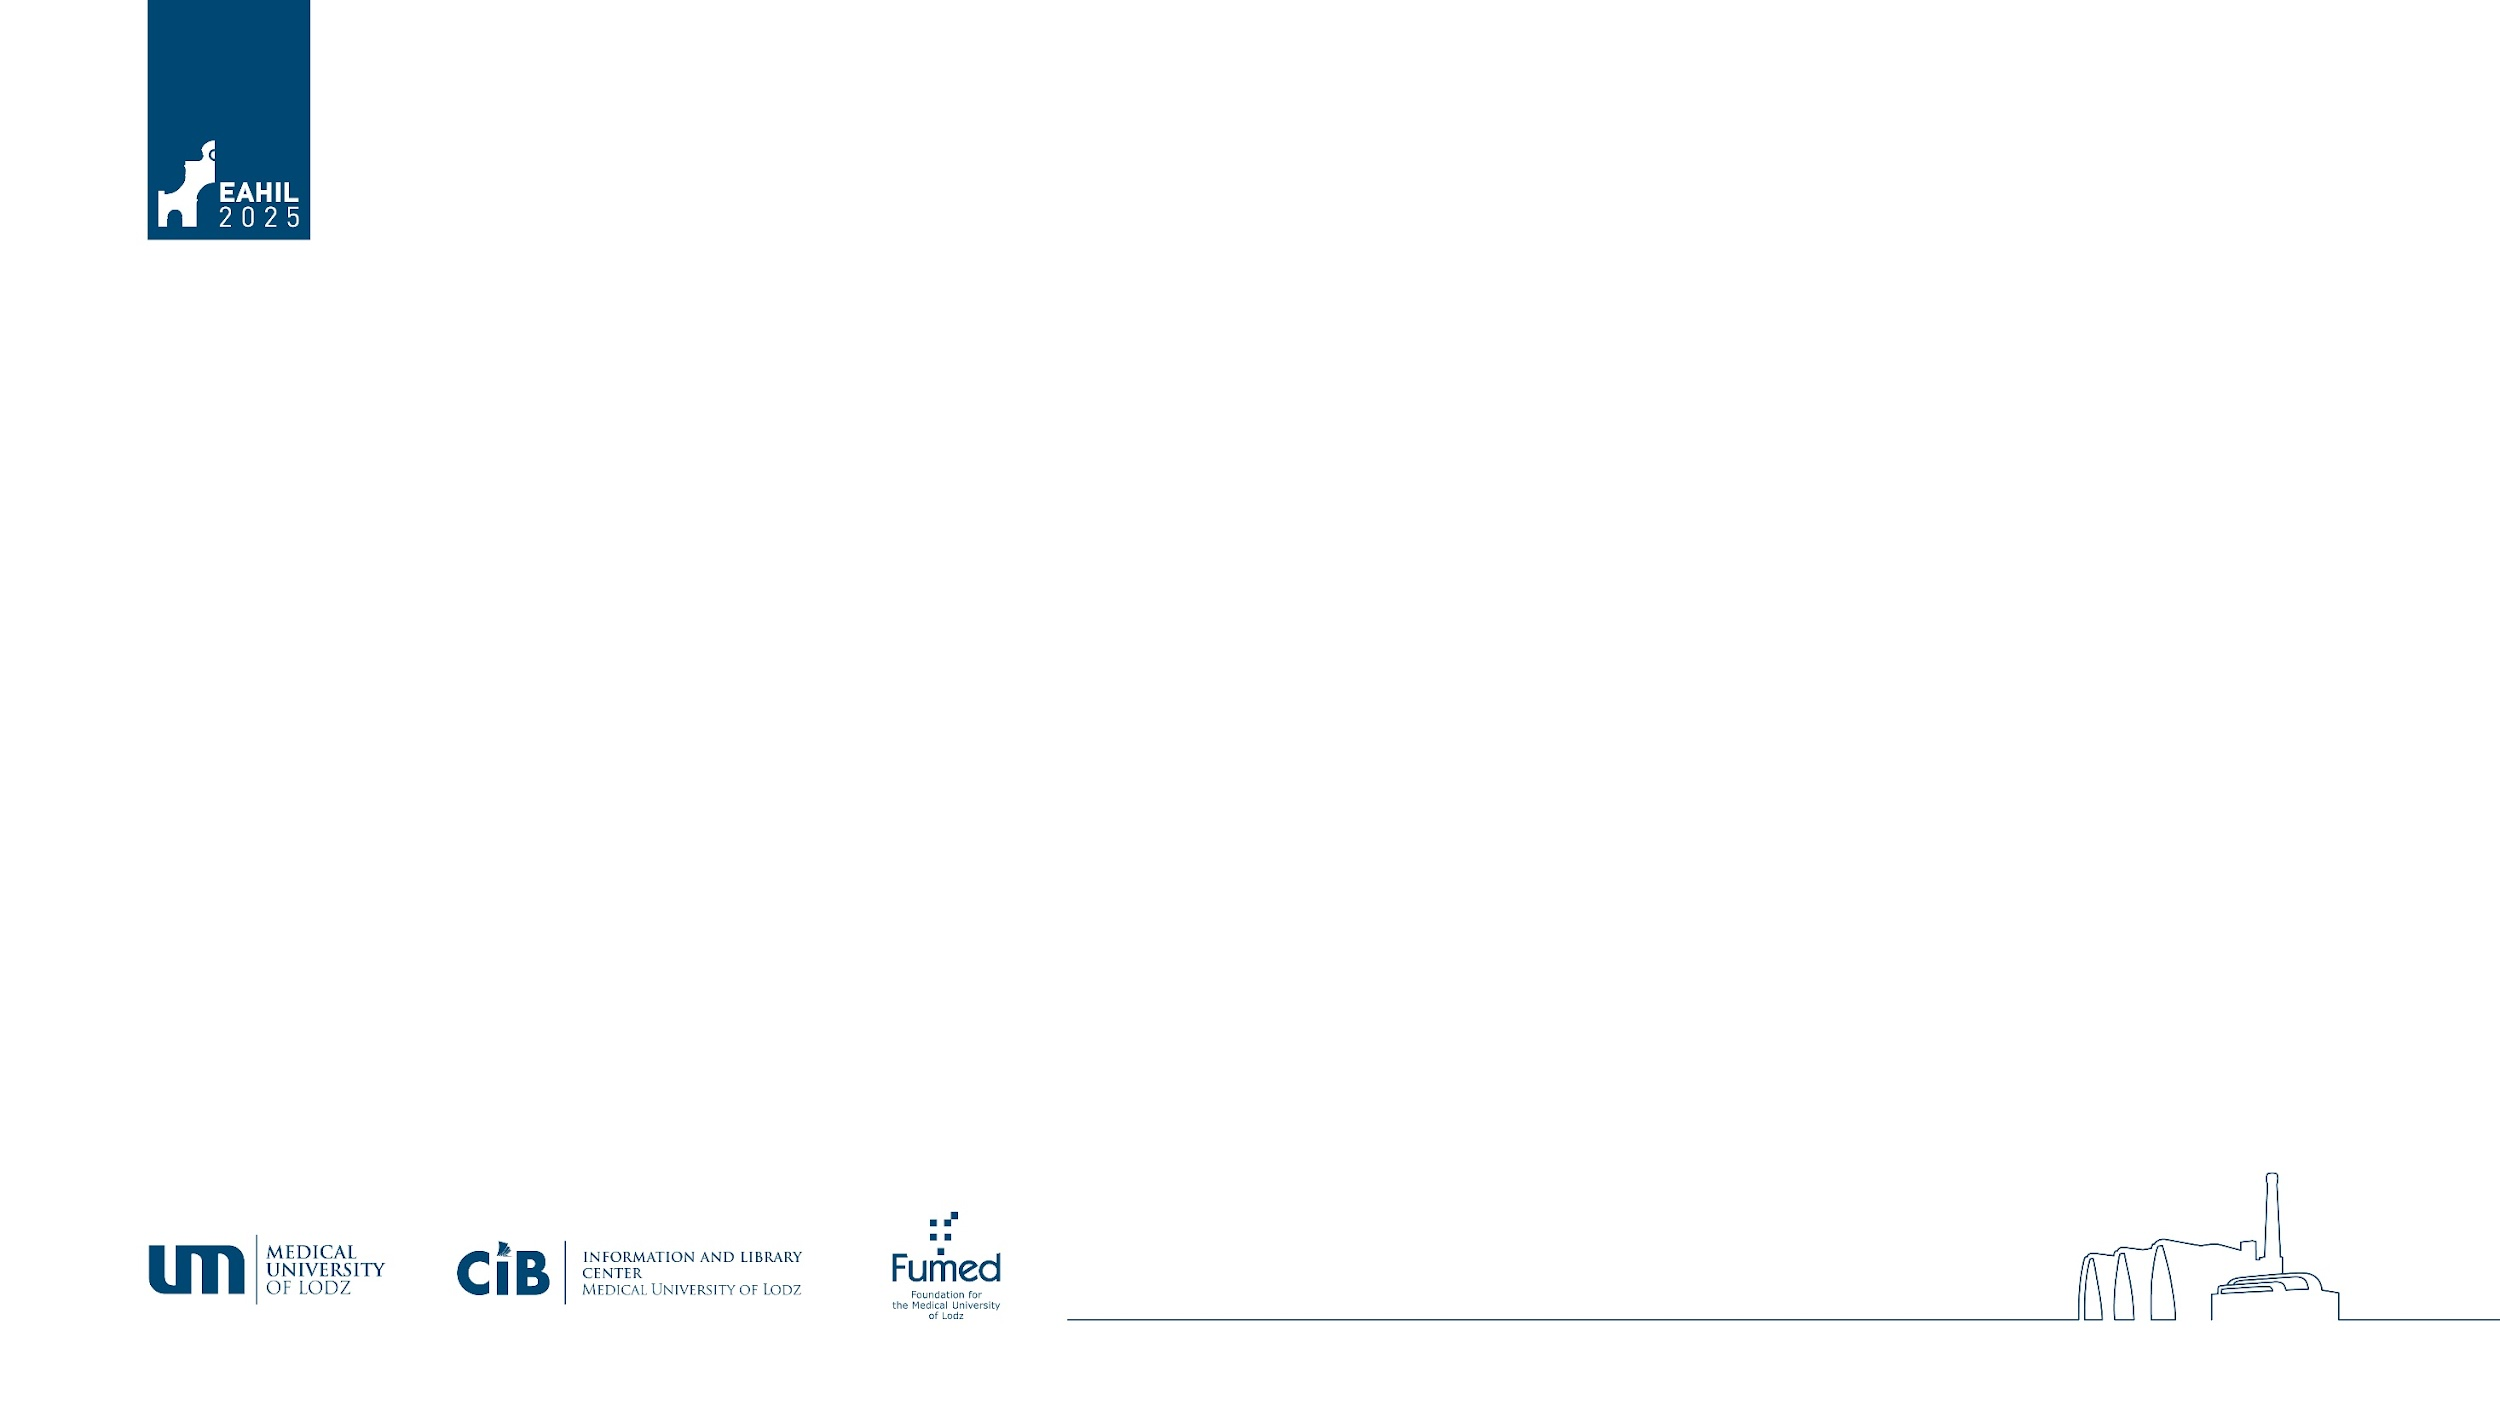 EAHIL
2025
um
MEDICAL
UNIVERSITY
OF LODZ
CiB
INFORMATION AND LIBRARY
CENTER
MEDICAL UNIVERSITY OF LODZ
Fumed
Foundation for
the Medical University
of Lodz